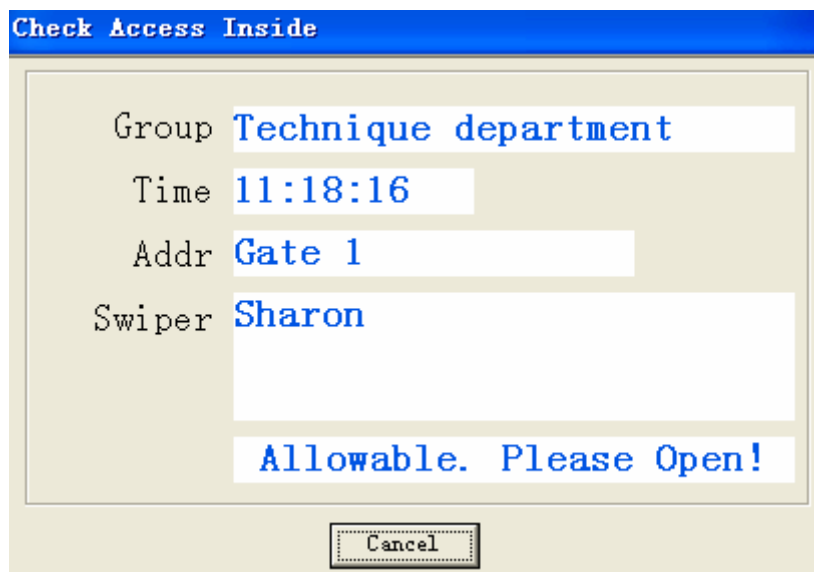 Check Access Inside
Group Technique department
Time 11:18:16
Addr Gate 1
Swiper Sharon
Allowable. Please Open!
Cancel